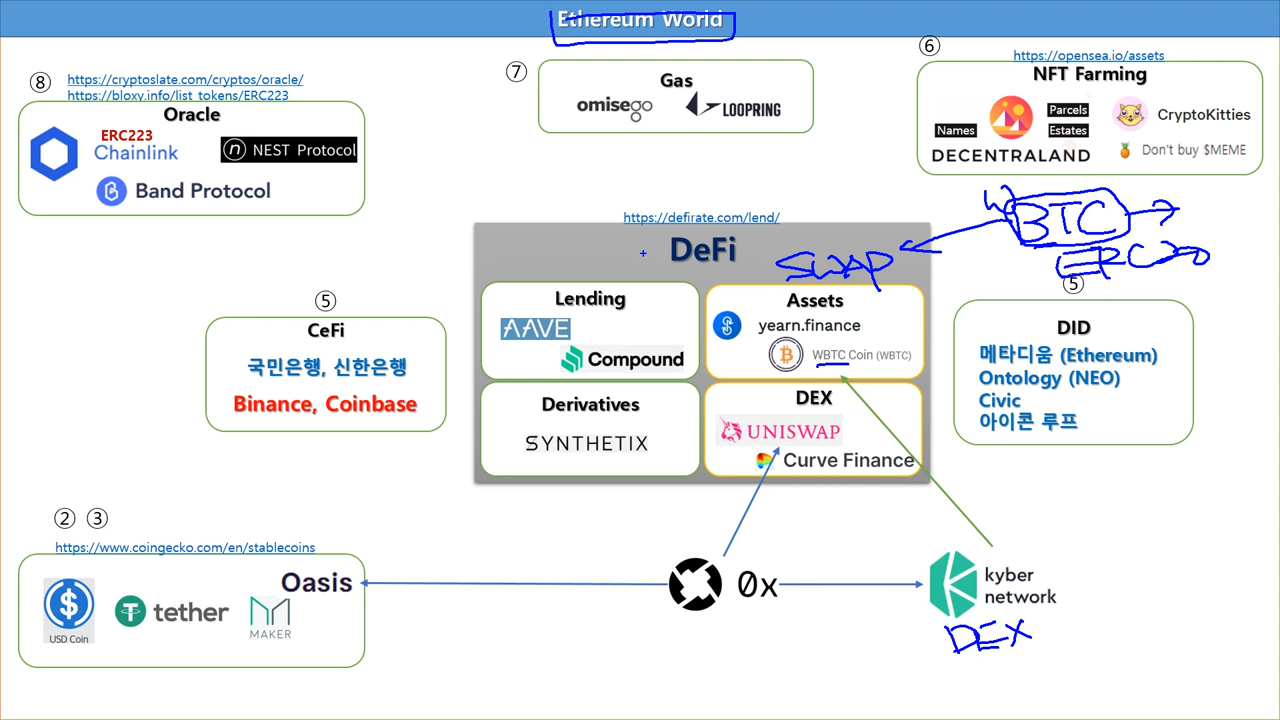 Ethereum World
⑧
https://cryptoslate.com/cryptos/oracle/
https://bloxy.info/list_tokens/ERC223
Oracle
ERC223
Chainlink
NEST Protocol
Band Protocol
⑦
Gas
omisego
LOOPRING
⑥
https://opensea.io/assets
NFT Farming
Names
Parcels
Estates
DECENTRALAND
CryptoKitties
Don't buy $MEME
W BTC
ERC20
SWAP
https://defirate.com/lend/
DeFi
Lending
AAVE
Compound
Assets
yearn.finance
WBTC Coin (WBTC)
Derivatives
SYNTHETIX
DEX
UNISWAP
Curve Finance
⑤
CeFi
국민은행, 신한은행
Binance, Coinbase
⑤
DID
메타디움 (Ethereum)
Ontology (NEO)
Civic
아이콘 루프
② ③
https://www.coingecko.com/en/stablecoins
USD Coin
tether
MAKER
Oasis
0x
kyber
network
DEX